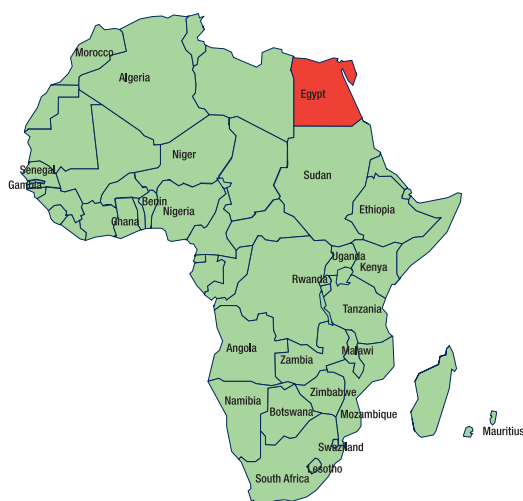 Morocco
Algeria
Egypt
Niger
Senegal
Sudan
Gambia
Ethiopia
Benin
Nigeria
Ghana
Uganda
Kenya
Rwanda
Tanzania
Angola
Malawi
Zambia
Zimbabwe
Namibia
Botswana
Mozambique
Mauritius
Swaziland
Lesotho
South Africa